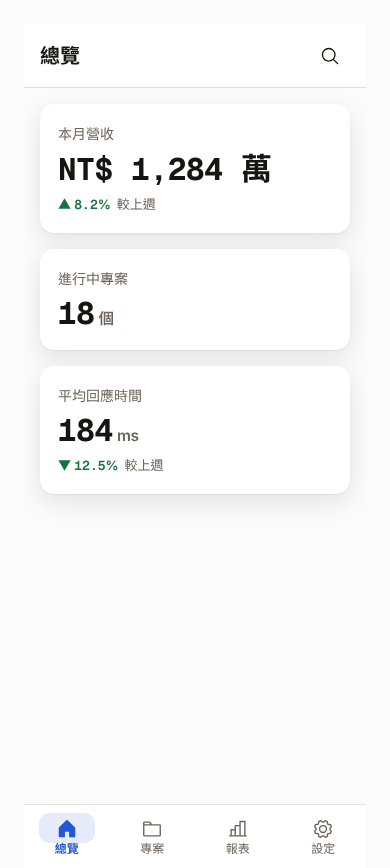 總覽
本月營收
NT$ 1,284 萬
▲ 8.2% 較上週
進行中專案
18 個
平均回應時間
184 ms
▼ 12.5% 較上週
總覽
專案
報表
設定